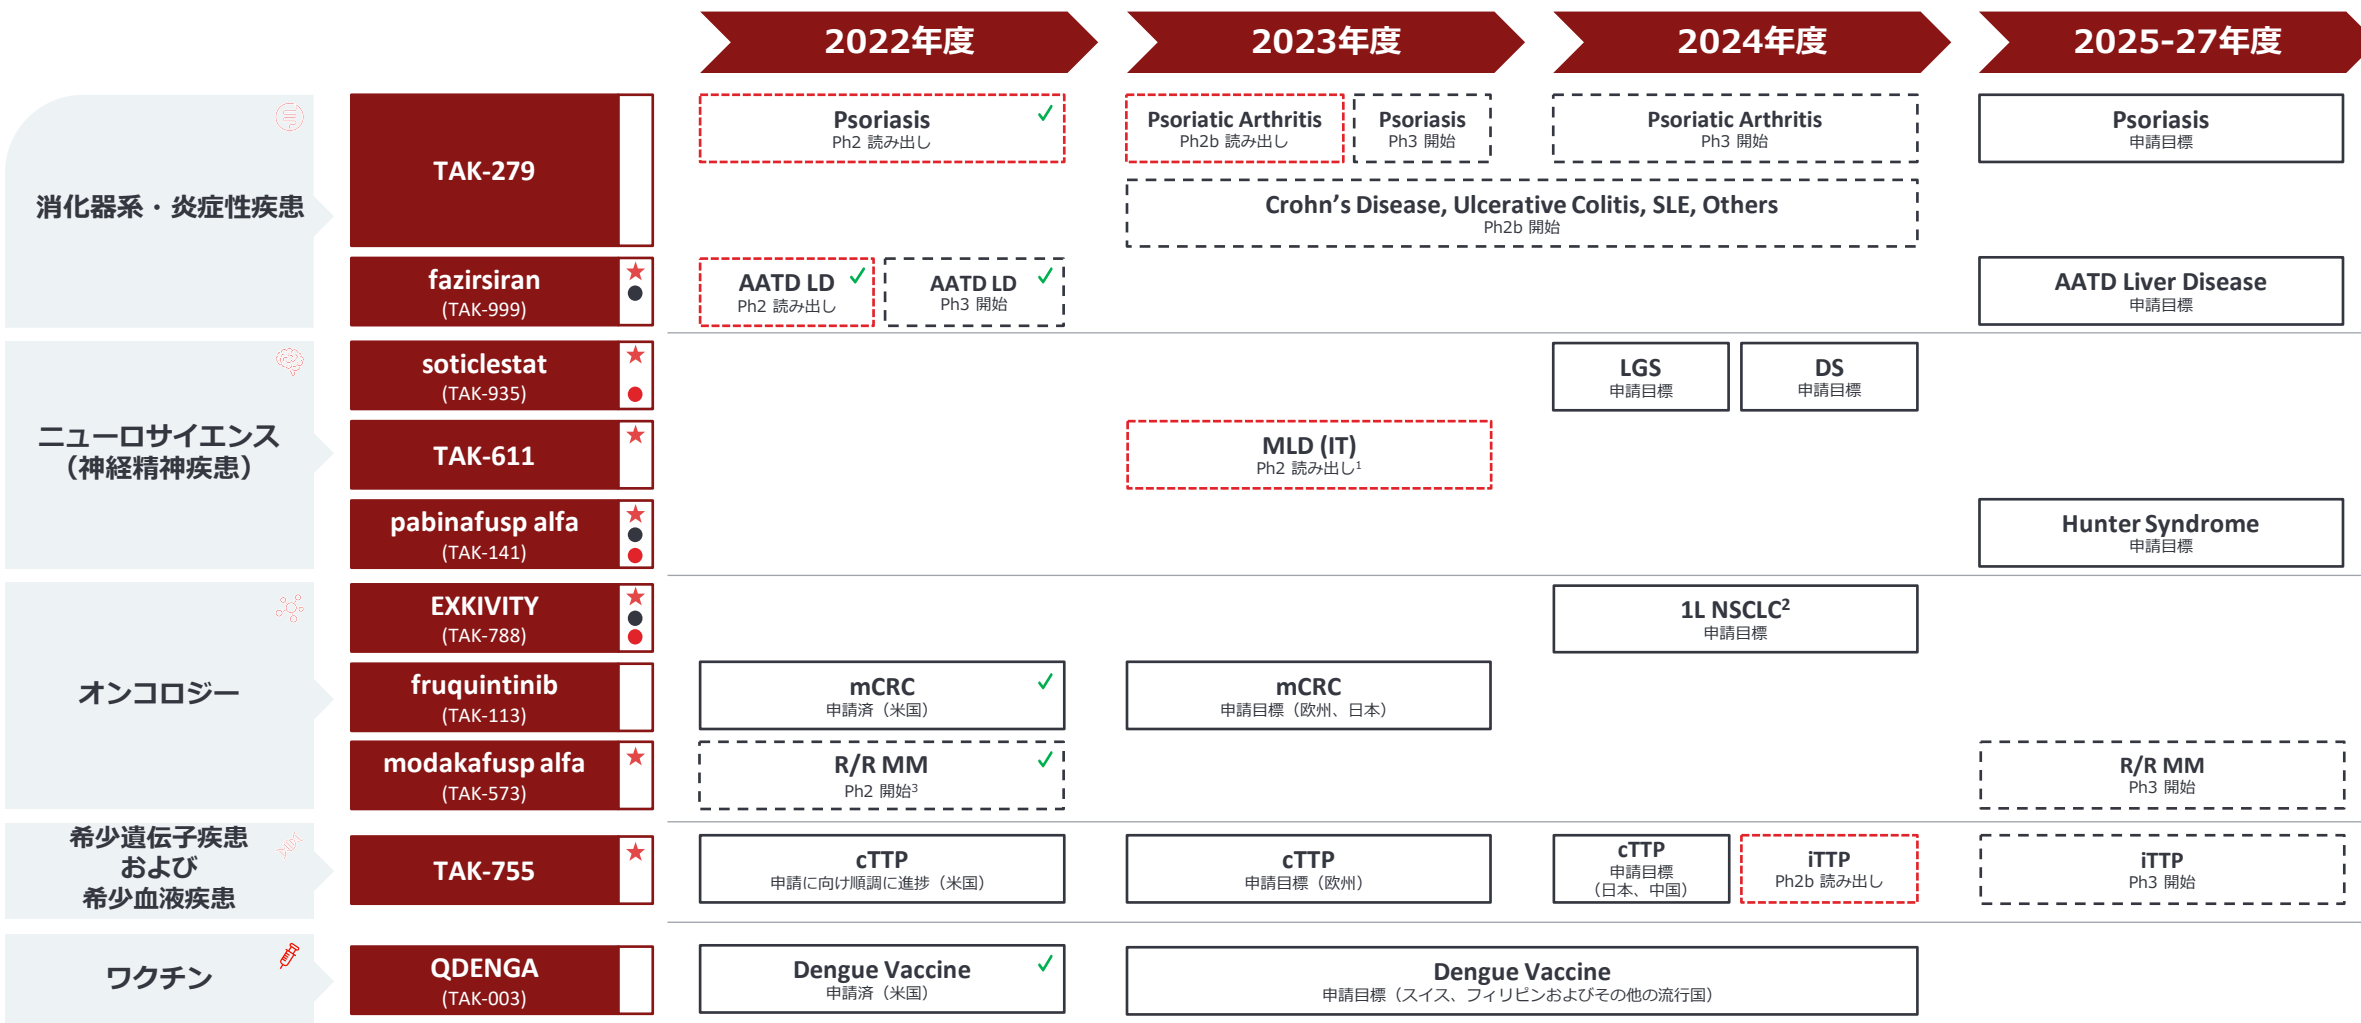 2022年度
2023年度
2024年度
2025-27年度
消化器系・炎症性疾患
TAK-279
Psoriasis
Ph2 読み出し
Psoriatic Arthritis
Ph2b 読み出し
Psoriasis
Ph3 開始
Psoriatic Arthritis
Ph3 開始
Psoriasis
申請目標
Crohn's Disease, Ulcerative Colitis, SLE, Others
Ph2b 開始
fazirsiran
(TAK-999)
AATD LD
Ph2 読み出し
AATD LD
Ph3 開始
AATD Liver Disease
申請目標
ニューロサイエンス
（神経精神疾患）
soticlestat
(TAK-935)
LGS
申請目標
DS
申請目標
TAK-611
MLD (IT)
Ph2 読み出し¹
pabinafusp alfa
(TAK-141)
Hunter Syndrome
申請目標
オンコロジー
EXKIVITY
(TAK-788)
1L NSCLC²
申請目標
fruquintinib
(TAK-113)
mCRC
申請済（米国）
mCRC
申請目標（欧州、日本）
modakafusp alfa
(TAK-573)
R/R MM
Ph2 開始³
R/R MM
Ph3 開始
希少遺伝子疾患
および
希少血液疾患
TAK-755
cTTP
申請に向け順調に進捗（米国）
cTTP
申請目標（欧州）
cTTP
申請目標
（日本、中国）
iTTP
Ph2b 読み出し
iTTP
Ph3 開始
ワクチン
QDENGA
(TAK-003)
Dengue Vaccine
申請済（米国）
Dengue Vaccine
申請目標（スイス、フィリピンおよびその他の流行国）